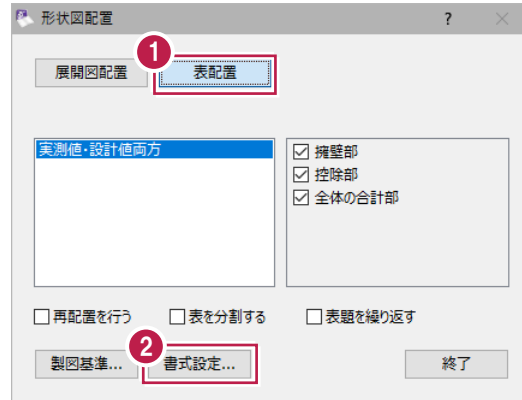 形状図配置 ?
1
展開図配置 表配置
実測値・設計値両方
擁壁部
控除部
全体の合計部
再配置を行う 表を分割する 表題を繰り返す
2
製図基準... 書式設定... 終了